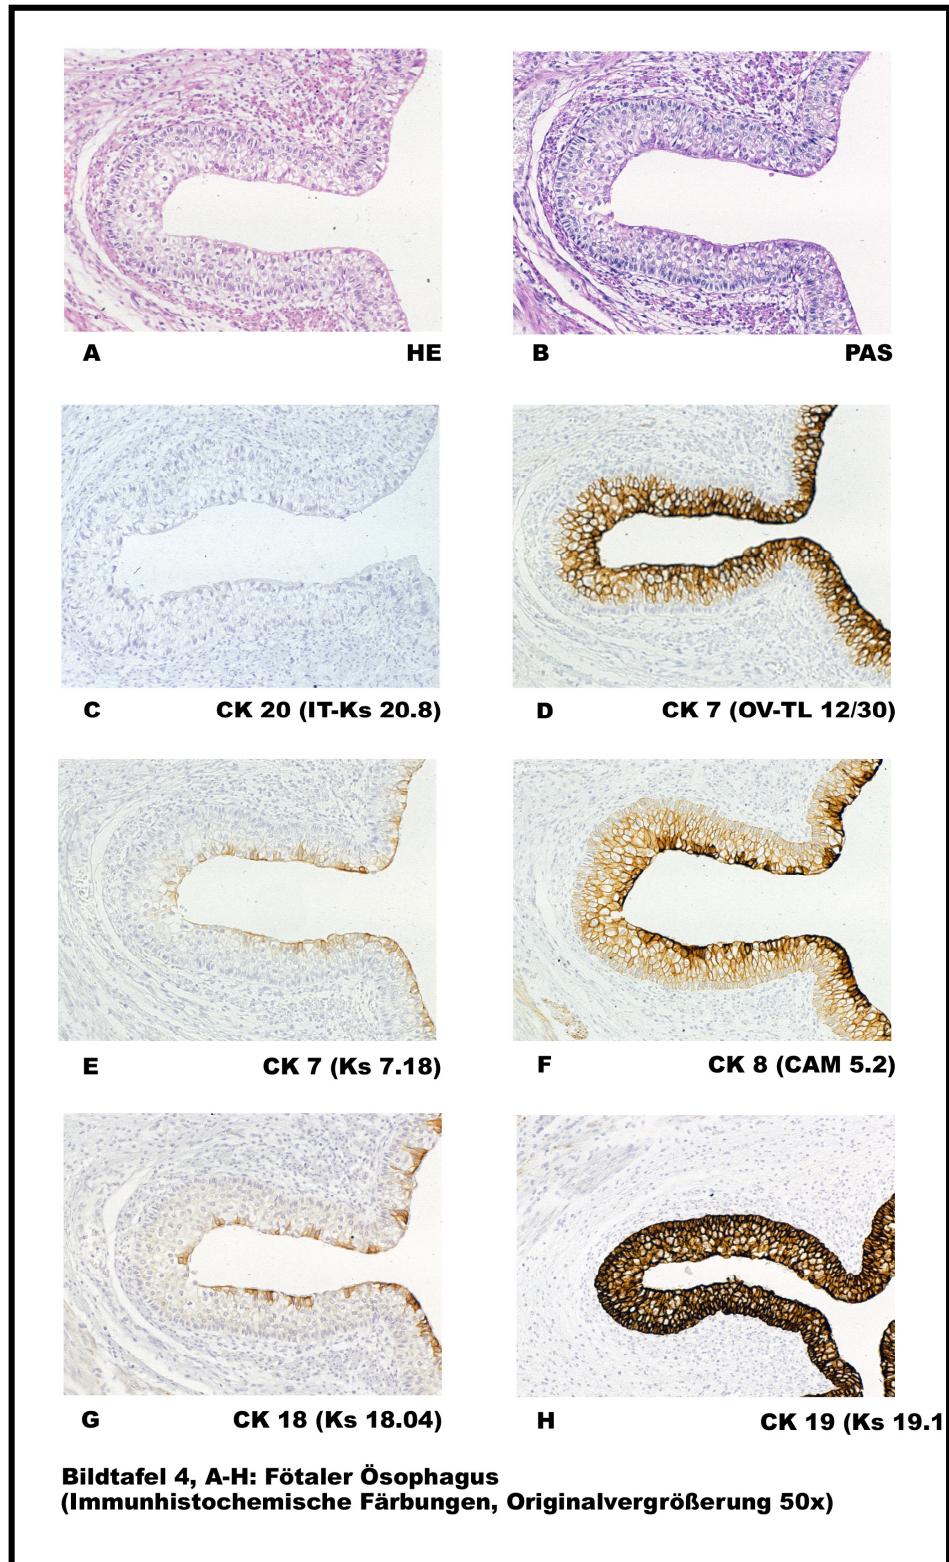 A HE
B PAS
C CK 20 (IT-Ks 20.8)
D CK 7 (OV-TL 12/30)
E CK 7 (Ks 7.18)
F CK 8 (CAM 5.2)
G CK 18 (Ks 18.04)
H CK 19 (Ks 19.1
Bildtafel 4, A-H: Fötaler Ösophagus
(Immunhistochemische Färbungen, Originalvergrößerung 50x)